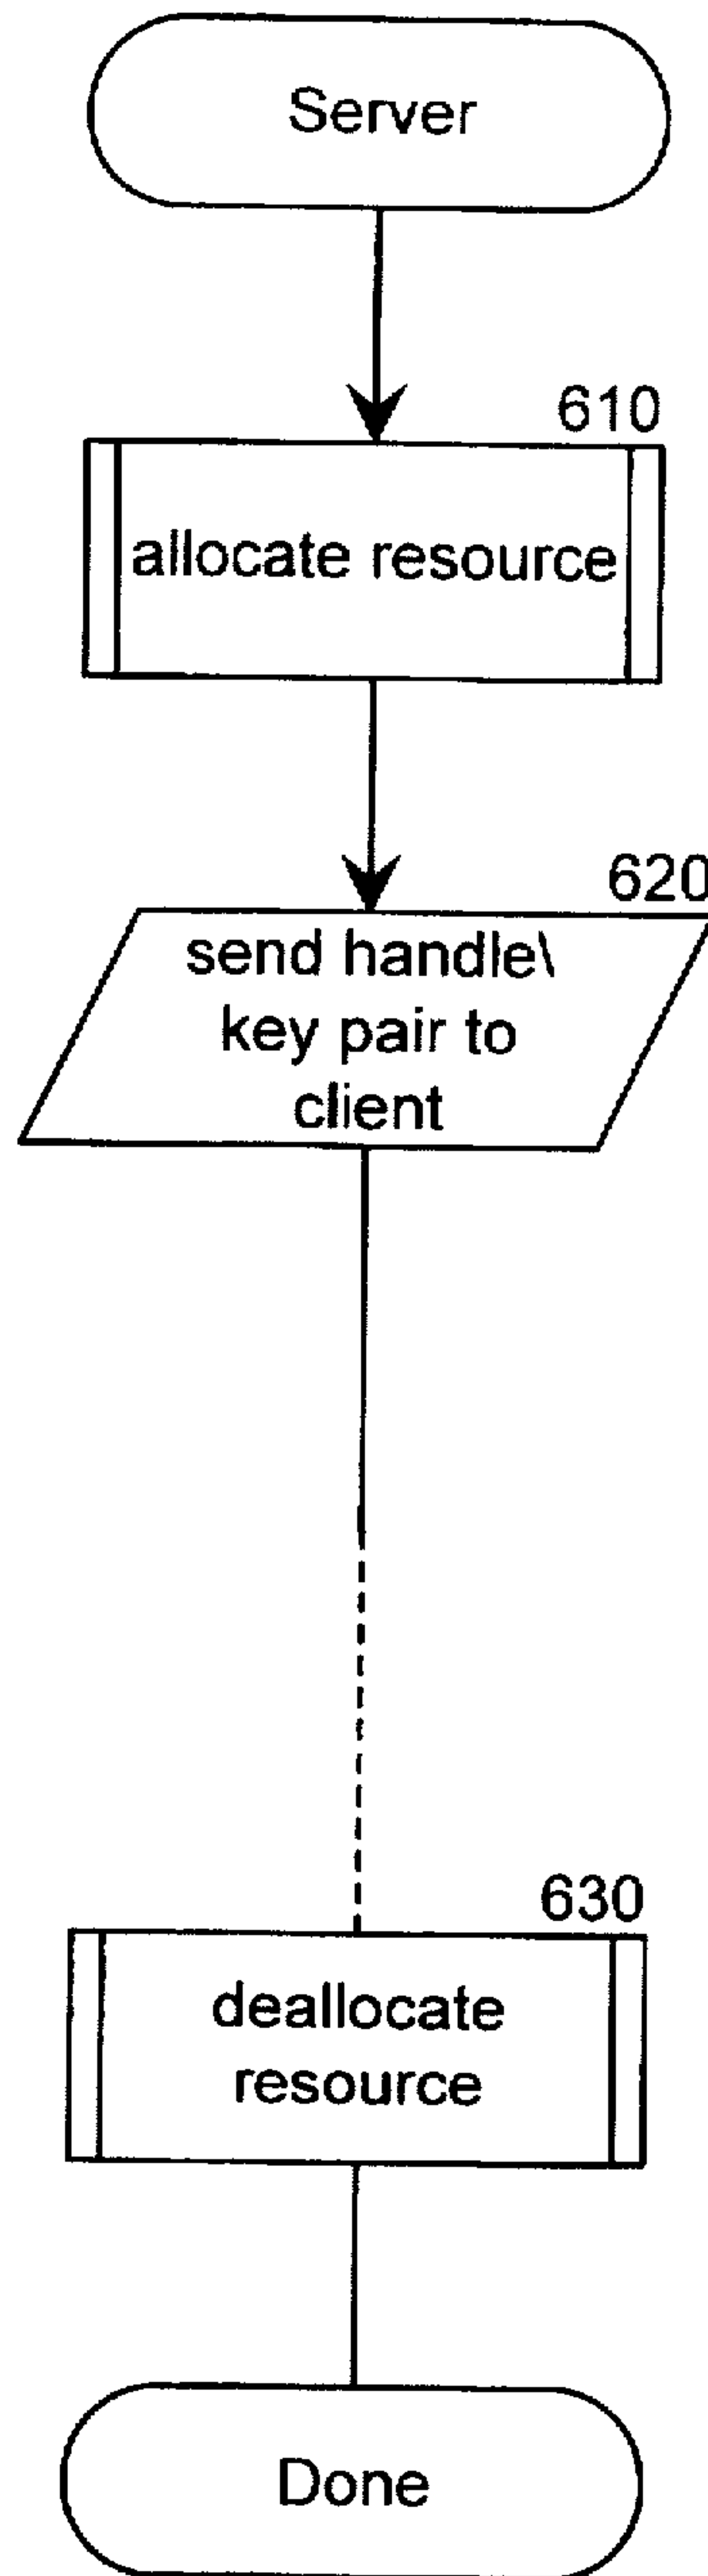 Server
610
allocate resource
620
send handle\
key pair to
client
630
deallocate
resource
Done